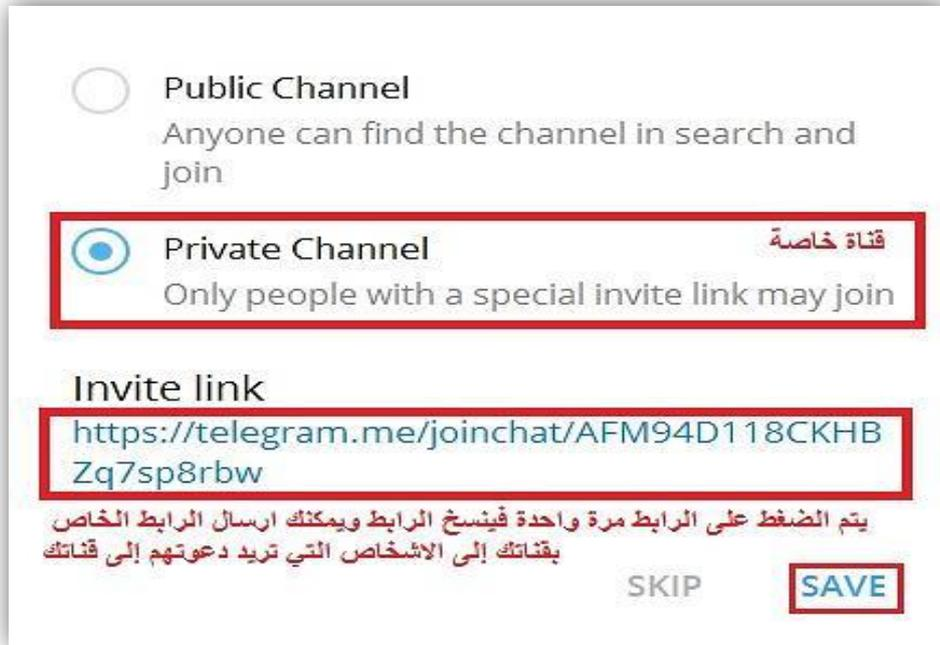 Public Channel
Anyone can find the channel in search and
join
Private Channel
قناة خاصة
Only people with a special invite link may join
Invite link
https://telegram.me/joinchat/AFM94D118CKHB
Zq7sp8rbw
يتم الضغط على الرابط مرة واحدة فينسخ الرابط ويمكنك ارسال الرابط الخاص
بقناتك إلى الاشخاص التي تريد دعوتهم إلى قناتك
SKIP
SAVE